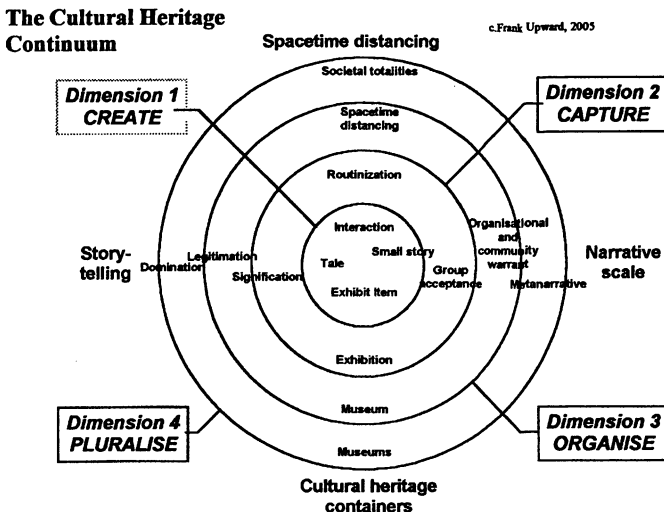 The Cultural Heritage
Continuum
c.Frank Upward, 2005
Spacetime distancing
Societal totalities
Dimension 1
CREATE
Dimension 2
CAPTURE
Spacetime
distancing
Routinization
Interaction
Organisational
and
community
warrant
Story-
telling
Domination
Legitimation
Signification
Tale
Small story
Group
acceptance
Metanarrative
Narrative
scale
Exhibit Item
Exhibition
Museum
Museums
Dimension 4
PLURALISE
Dimension 3
ORGANISE
Cultural heritage
containers